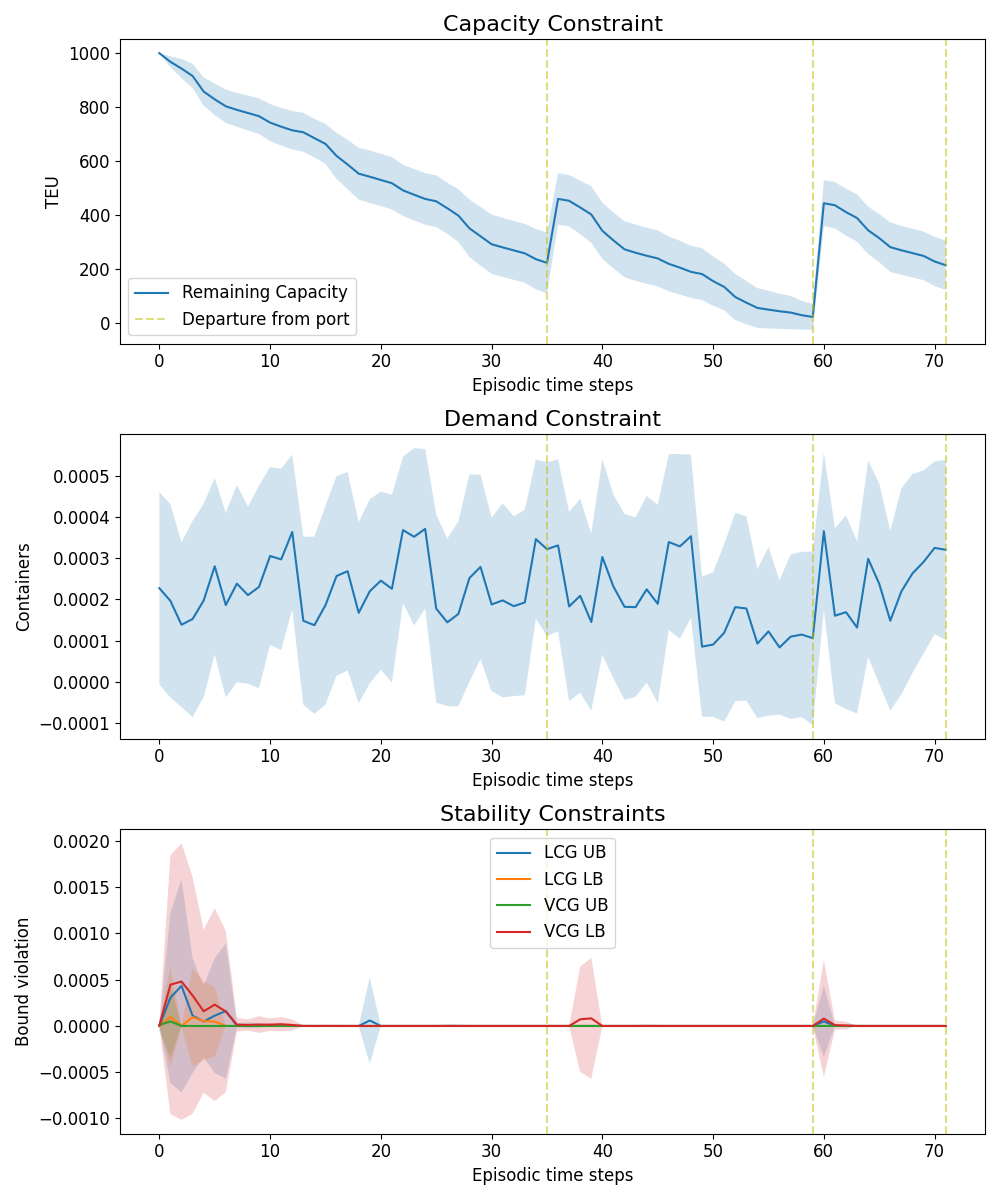 Capacity Constraint
1000
800
600
400
200
0
TEU
Remaining Capacity
Departure from port
0 10 20 30 40 50 60 70
Episodic time steps
Demand Constraint
0.0005
0.0004
0.0003
0.0002
0.0001
0.0000
−0.0001
Containers
0 10 20 30 40 50 60 70
Episodic time steps
Stability Constraints
0.0020
0.0015
0.0010
0.0005
0.0000
−0.0005
−0.0010
Bound violation
LCG UB
LCG LB
VCG UB
VCG LB
0 10 20 30 40 50 60 70
Episodic time steps